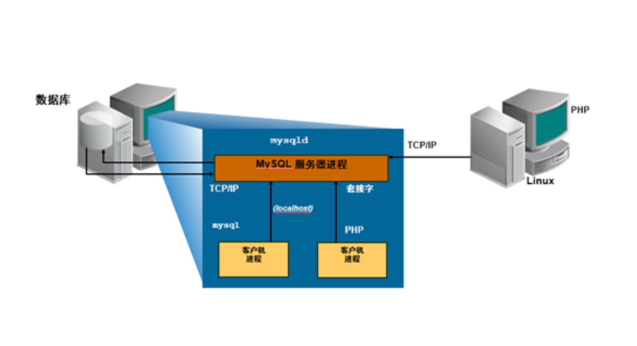 数据库
PHP
mysqld
TCP/IP
MySQL 服务器进程
Linux
TCP/IP
套接字
(localhost)
mysql
PHP
客户机
进程
客户机
进程